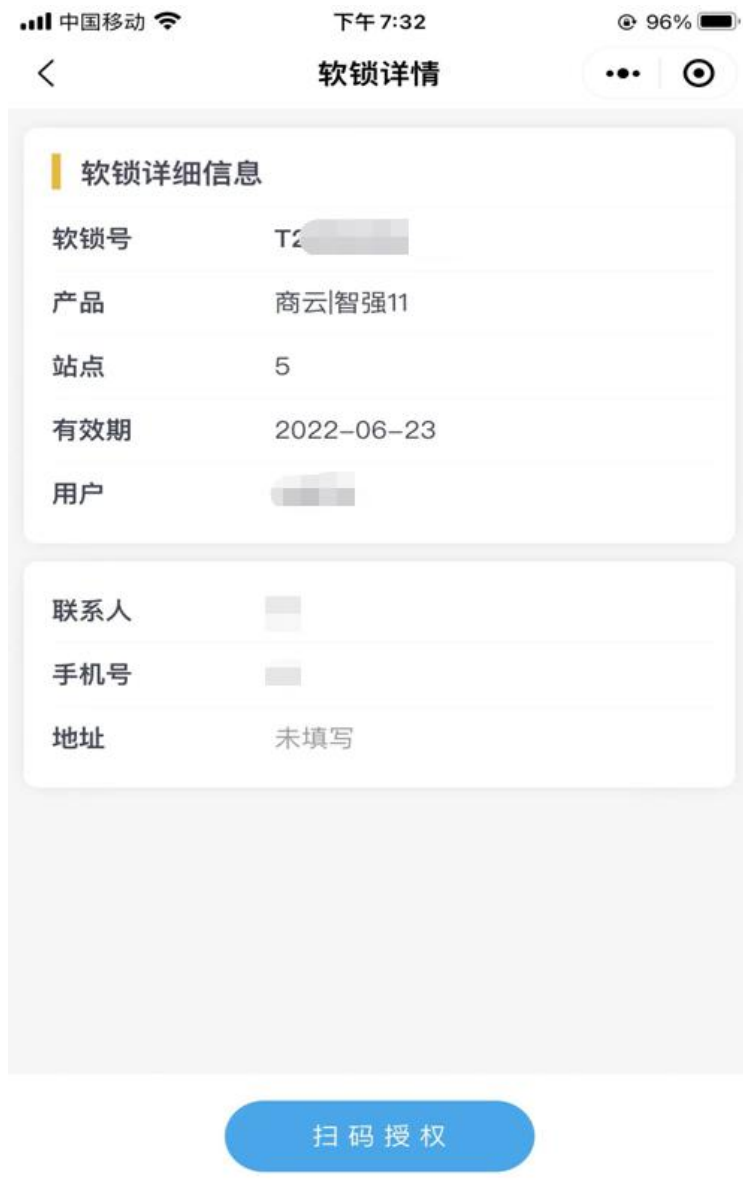 中国移动 下午7:32 96%
软锁详情
软锁详细信息
软锁号 T2
产品 商云|智强11
站点 5
有效期 2022-06-23
用户
联系人
手机号
地址 未填写
扫码授权